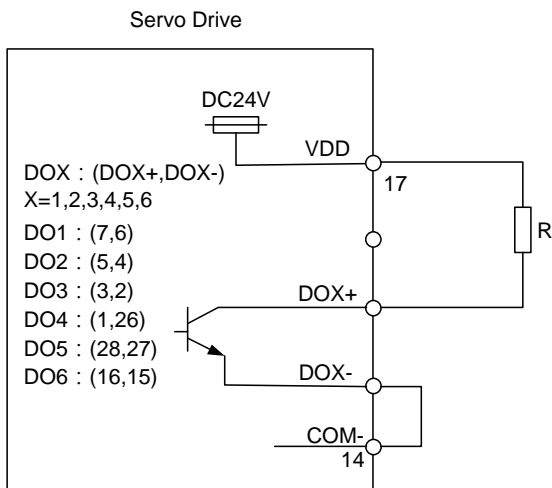 Servo Drive
DC24V
VDD
17
DOX : (DOX+,DOX-)
X=1,2,3,4,5,6
DO1 : (7,6)
DO2 : (5,4)
DO3 : (3,2)
DO4 : (1,26)
DO5 : (28,27)
DO6 : (16,15)
R
DOX+
DOX-
COM-
14